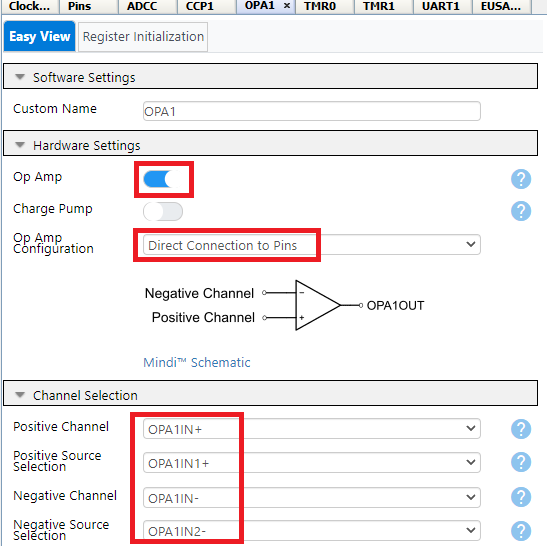 Clock... Pins ADCC CCP1 OPA1 × TMR0 TMR1 UART1 EUSA...
Easy View Register Initialization
Software Settings
Custom Name OPA1
Hardware Settings
Op Amp ?
Charge Pump ?
Op Amp
Configuration Direct Connection to Pins
Negative Channel −
Positive Channel +
OPA1OUT
Mindi™ Schematic
Channel Selection
Positive Channel OPA1IN+ ?
Positive Source
Selection OPA1IN1+ ?
Negative Channel OPA1IN- ?
Negative Source
Selection OPA1IN2- ?